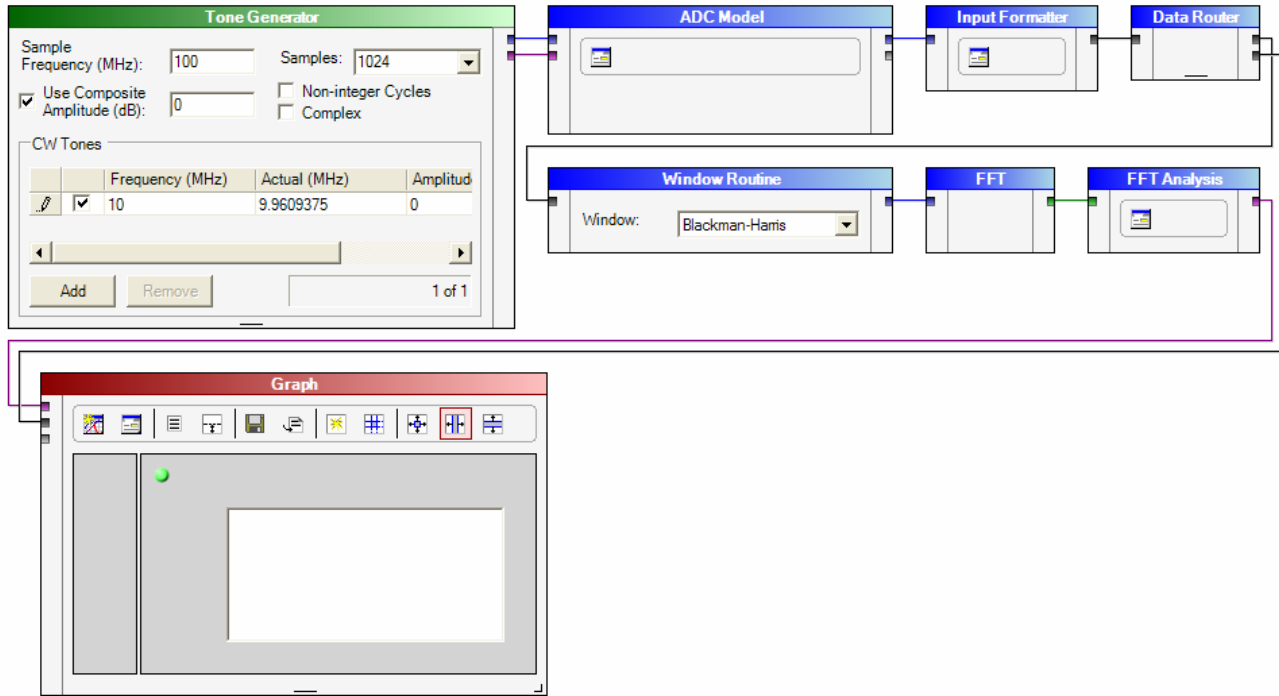 Tone Generator
Sample
Frequency (MHz): 100 Samples: 1024
Use Composite
Amplitude (dB): 0
Non-integer Cycles
Complex
CW Tones
Frequency (MHz) Actual (MHz) Amplitud
10 9.9609375 0
Add Remove 1 of 1
ADC Model
Input Formatter
Data Router
Window Routine
Window: Blackman-Harris
FFT
FFT Analysis
Graph